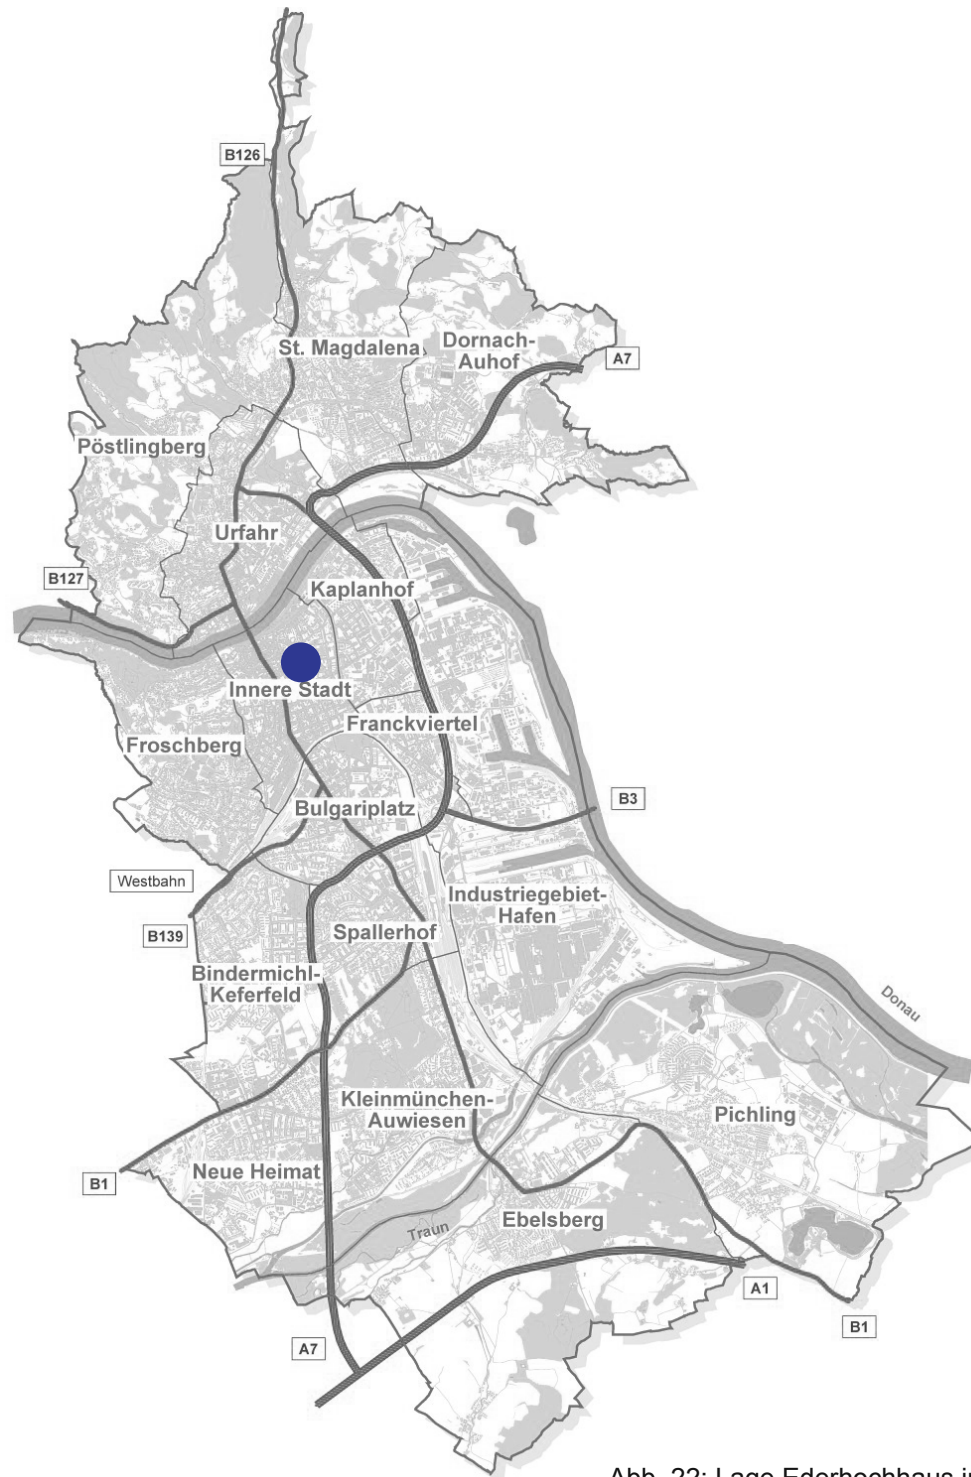 B126
St. Magdalena
Dornach-
Auhof
A7
Pöstlingberg
Urfahr
B127
Kaplanhof
Innere Stadt
Franckviertel
Froschberg
B3
Bulgariplatz
Westbahn
Industriegebiet-
Hafen
B139
Spallerhof
Bindermichl-
Keferfeld
Donau
Kleinmünchen-
Auwiesen
Pichling
B1
Neue Heimat
Traun
Ebelsberg
A1
B1
A7
Abb. 22: Lage Ederhochhaus i